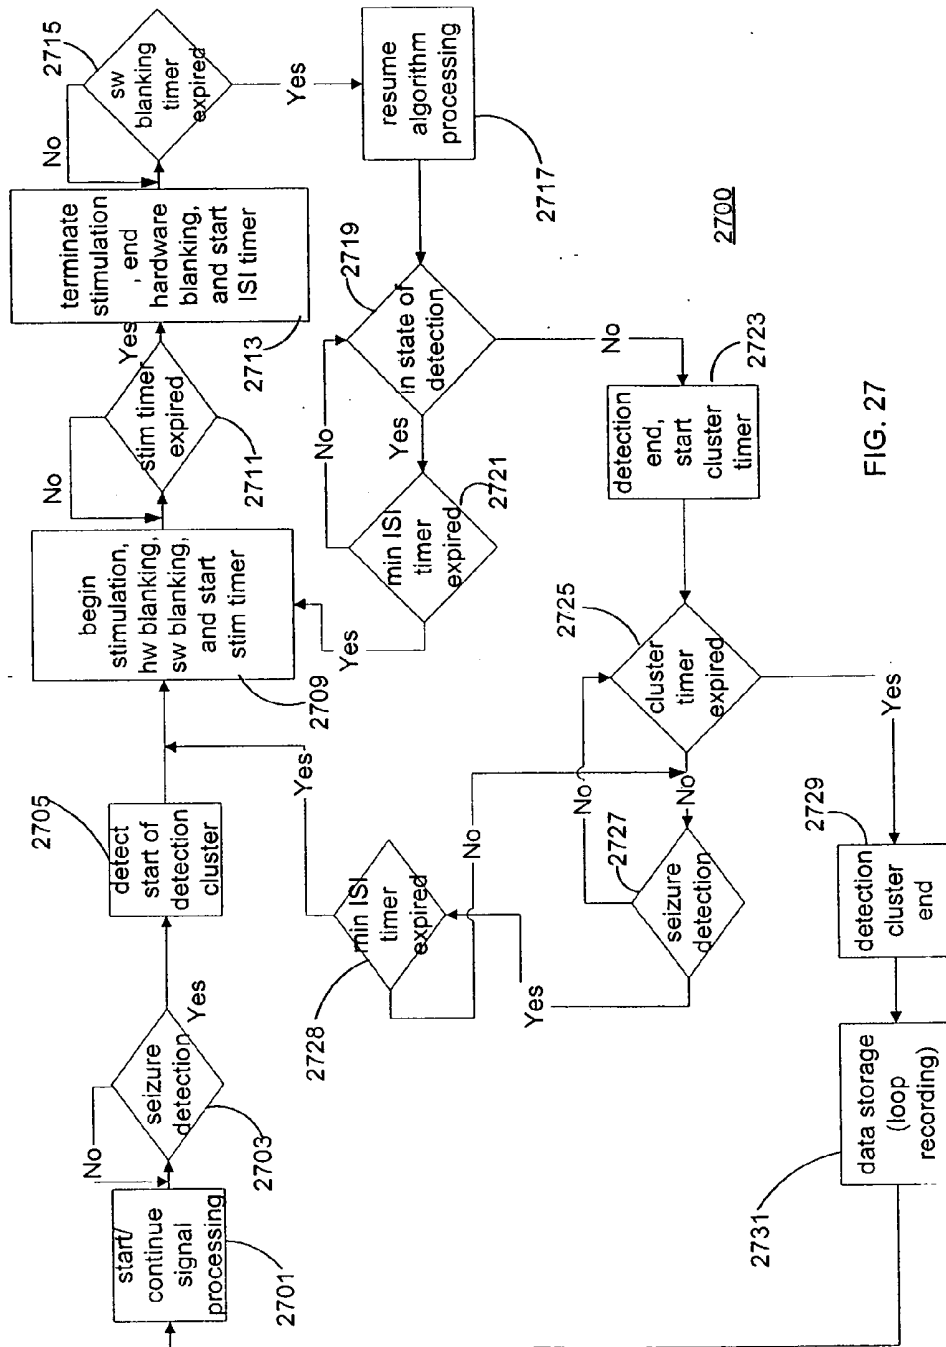 start/
continue
signal
processing
2701
No
seizure
detection
2703
Yes
detect
start of
detection
cluster
2705
begin
stimulation,
hw blanking,
sw blanking,
and start
stim timer
2709
No
stim timer
expired
2711
Yes
terminate
stimulation
, end
hardware
blanking,
and start
ISI timer
2713
No
sw
blanking
timer
expired
2715
Yes
resume
algorithm
processing
2717
in state of
detection
2719
Yes
No
min ISI
timer
expired
2721
Yes
No
detection
end,
start
cluster
timer
2723
cluster
timer
expired
2725
No
seizure
detection
2727
No
Yes
min ISI
timer
expired
2728
Yes
No
Yes
detection
cluster
end
2729
data storage
(loop
recording)
2731
2700
FIG. 27